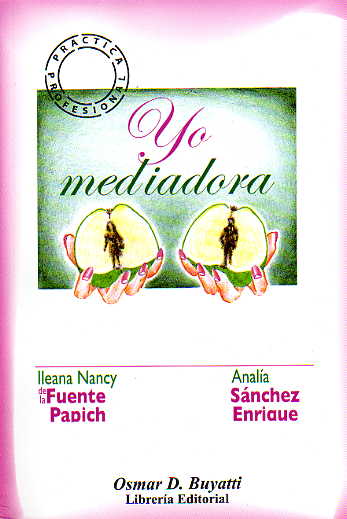 PRACTICA
PROFESIONAL
Yo
mediadora
Ileana Nancy
de la Fuente
Papich
Analía
Sánchez
Enrique
Osmar D. Buyatti
Librería Editorial